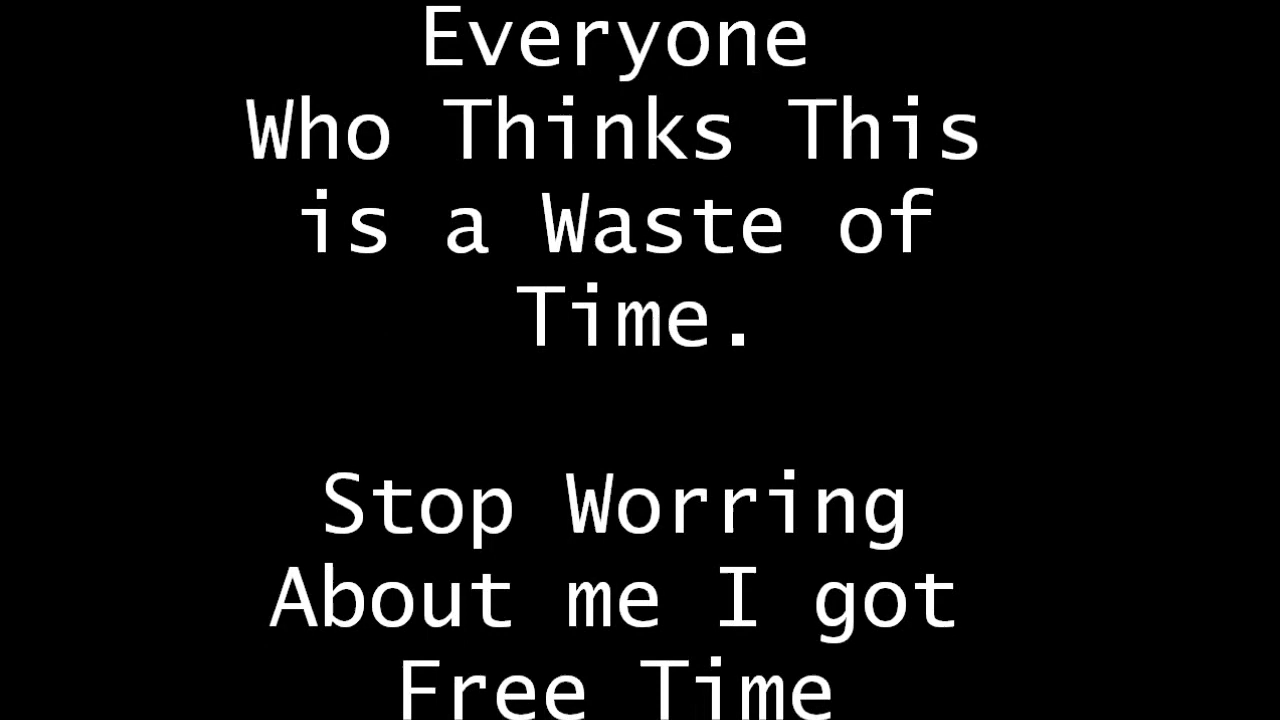 Everyone
Who Thinks This
is a Waste of
Time.
Stop Worring
About me I got
Free Time